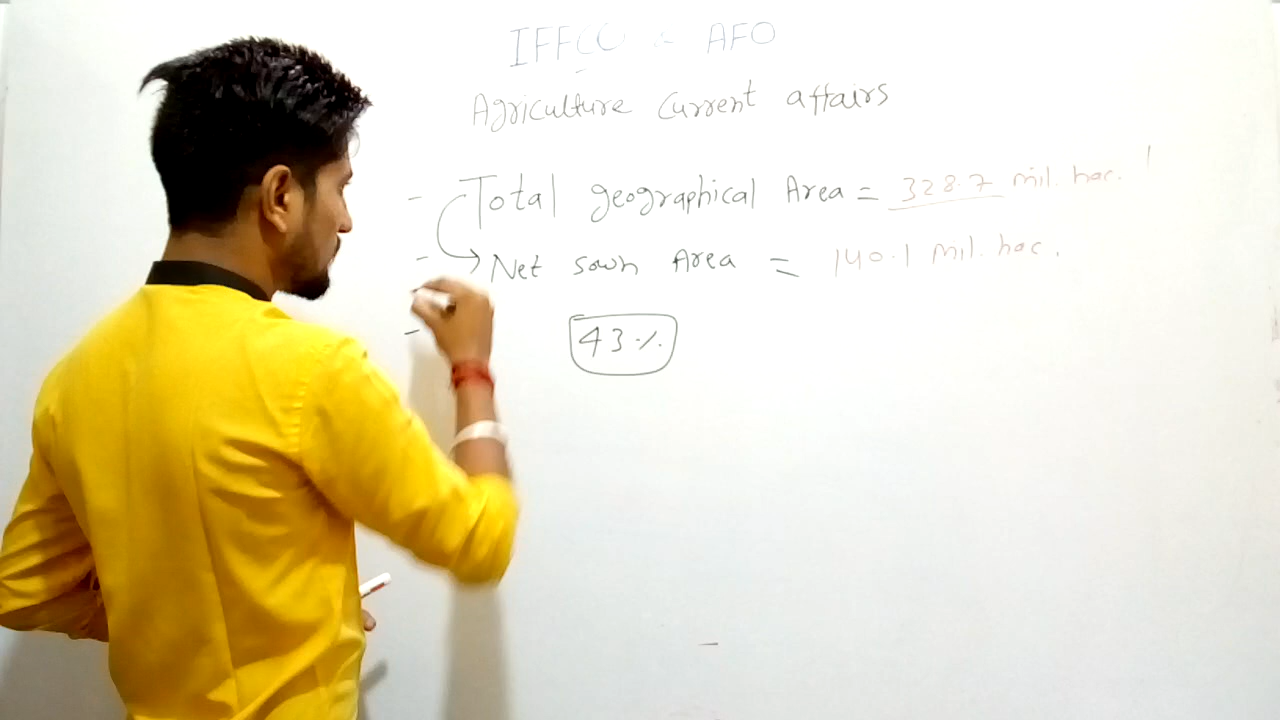 IFFCO & AFO
Agriculture Current affairs
- Total geographical Area = 328.7 mil. hac.
- Net sown Area = 140.1 mil. hac.
- 43%